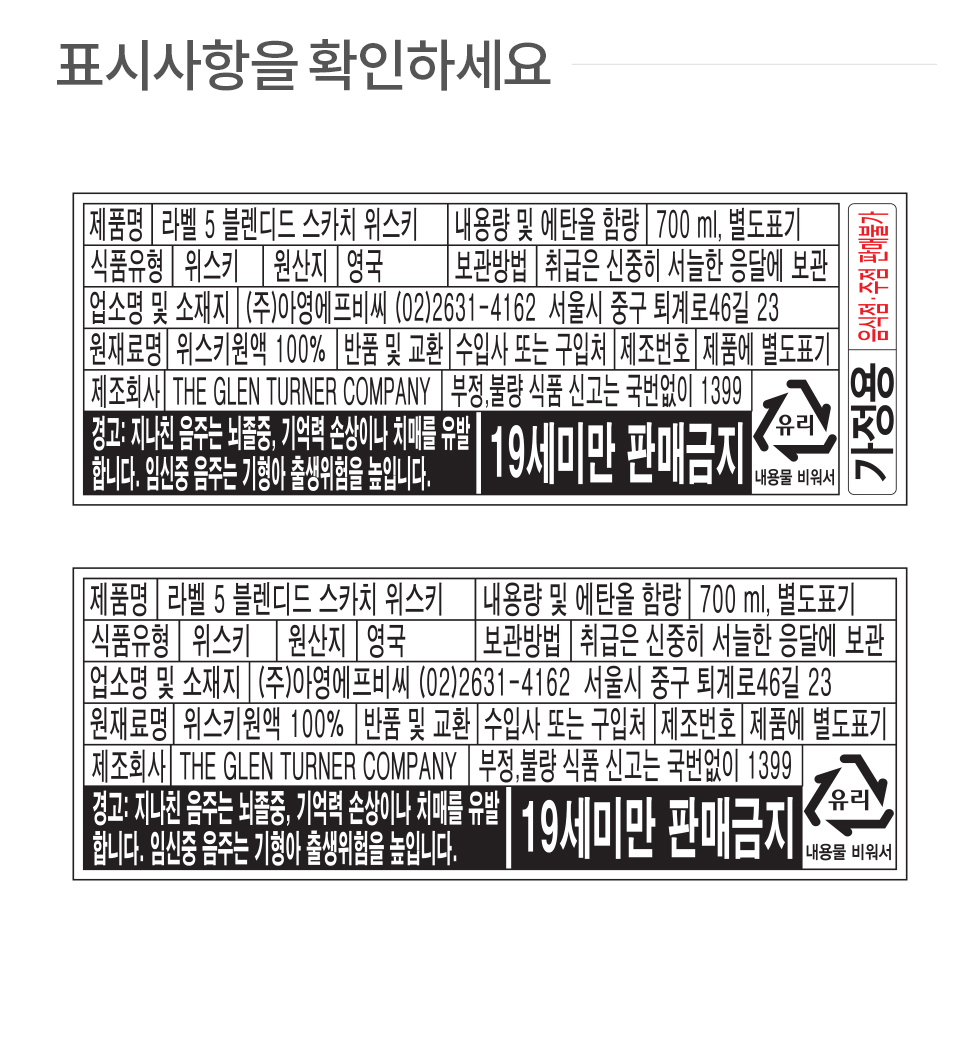 표시사항을 확인하세요
제품명 라벨 5 블렌디드 스카치 위스키 내용량 및 에탄올 함량 700 ml, 별도표기
식품유형 위스키 원산지 영국 보관방법 취급은 신중히 서늘한 응달에 보관
업소명 및 소재지 (주)아영에프비씨 (02)2631-4162 서울시 중구 퇴계로46길 23
원재료명 위스키원액 100% 반품 및 교환 수입사 또는 구입처 제조번호 제품에 별도표기
제조회사 THE GLEN TURNER COMPANY 부정,불량 식품 신고는 국번없이 1399
경고: 지나친 음주는 뇌졸중, 기억력 손상이나 치매를 유발
합니다. 임신중 음주는 기형아 출생위험을 높입니다.
19세미만 판매금지
유리
내용물 비워서
가정용 음식점·주점 판매불가
제품명 라벨 5 블렌디드 스카치 위스키 내용량 및 에탄올 함량 700 ml, 별도표기
식품유형 위스키 원산지 영국 보관방법 취급은 신중히 서늘한 응달에 보관
업소명 및 소재지 (주)아영에프비씨 (02)2631-4162 서울시 중구 퇴계로46길 23
원재료명 위스키원액 100% 반품 및 교환 수입사 또는 구입처 제조번호 제품에 별도표기
제조회사 THE GLEN TURNER COMPANY 부정,불량 식품 신고는 국번없이 1399
경고: 지나친 음주는 뇌졸중, 기억력 손상이나 치매를 유발
합니다. 임신중 음주는 기형아 출생위험을 높입니다.
19세미만 판매금지
유리
내용물 비워서